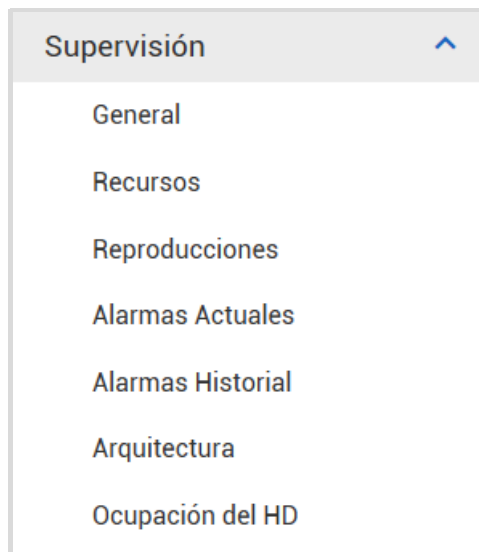 Supervisión
General
Recursos
Reproducciones
Alarmas Actuales
Alarmas Historial
Arquitectura
Ocupación del HD